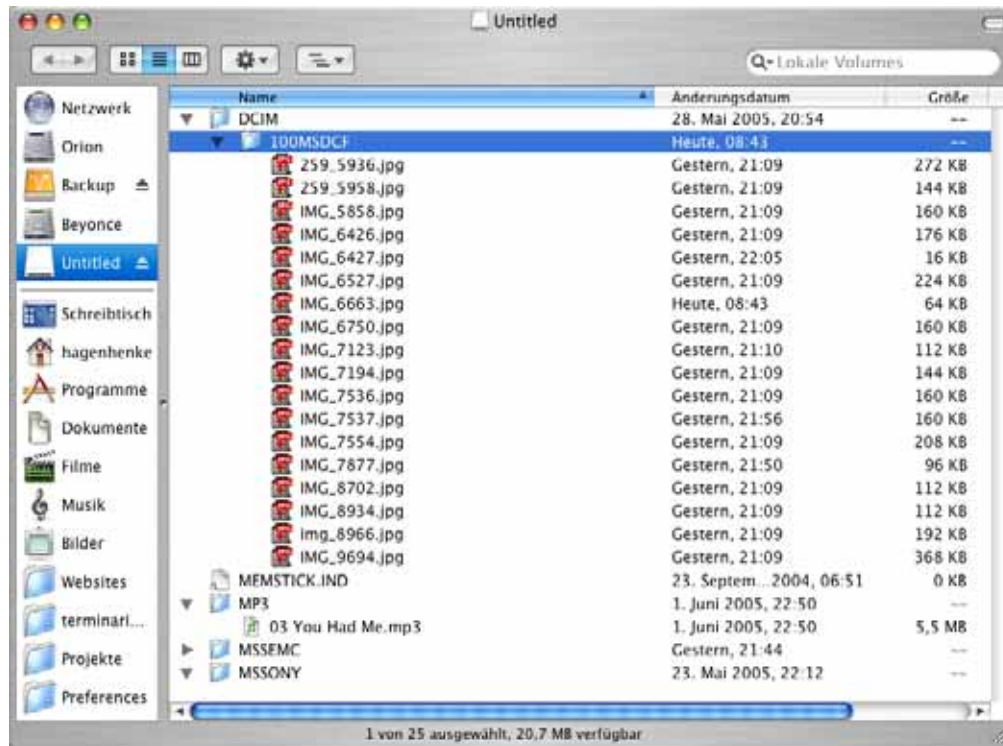 Untitled
Lokale Volumes
Netzwerk
Orion
Backup
Beyonce
Untitled
Schreibtisch
hagenhenke
Programme
Dokumente
Filme
Musik
Bilder
Websites
terminari...
Projekte
Preferences
Name Änderungsdatum Größe
DCIM 28. Mai 2005, 20:54 --
100MSDCF Heute, 08:43 --
259_5936.jpg Gestern, 21:09 272 KB
259_5958.jpg Gestern, 21:09 144 KB
IMG_5858.jpg Gestern, 21:09 160 KB
IMG_6426.jpg Gestern, 21:09 176 KB
IMG_6427.jpg Gestern, 22:05 16 KB
IMG_6527.jpg Gestern, 21:09 224 KB
IMG_6663.jpg Heute, 08:43 64 KB
IMG_6750.jpg Gestern, 21:09 160 KB
IMG_7123.jpg Gestern, 21:10 112 KB
IMG_7194.jpg Gestern, 21:09 144 KB
IMG_7536.jpg Gestern, 21:09 160 KB
IMG_7537.jpg Gestern, 21:56 160 KB
IMG_7554.jpg Gestern, 21:09 208 KB
IMG_7877.jpg Gestern, 21:50 96 KB
IMG_8702.jpg Gestern, 21:09 112 KB
IMG_8934.jpg Gestern, 21:09 112 KB
img_8966.jpg Gestern, 21:09 192 KB
IMG_9694.jpg Gestern, 21:09 368 KB
MEMSTICK.IND 23. Septem...2004, 06:51 0 KB
MP3 1. Juni 2005, 22:50 --
03 You Had Me.mp3 1. Juni 2005, 22:50 5,5 MB
MSSEMC Gestern, 21:44 --
MSSONY 23. Mai 2005, 22:12 --
1 von 25 ausgewählt, 20,7 MB verfügbar